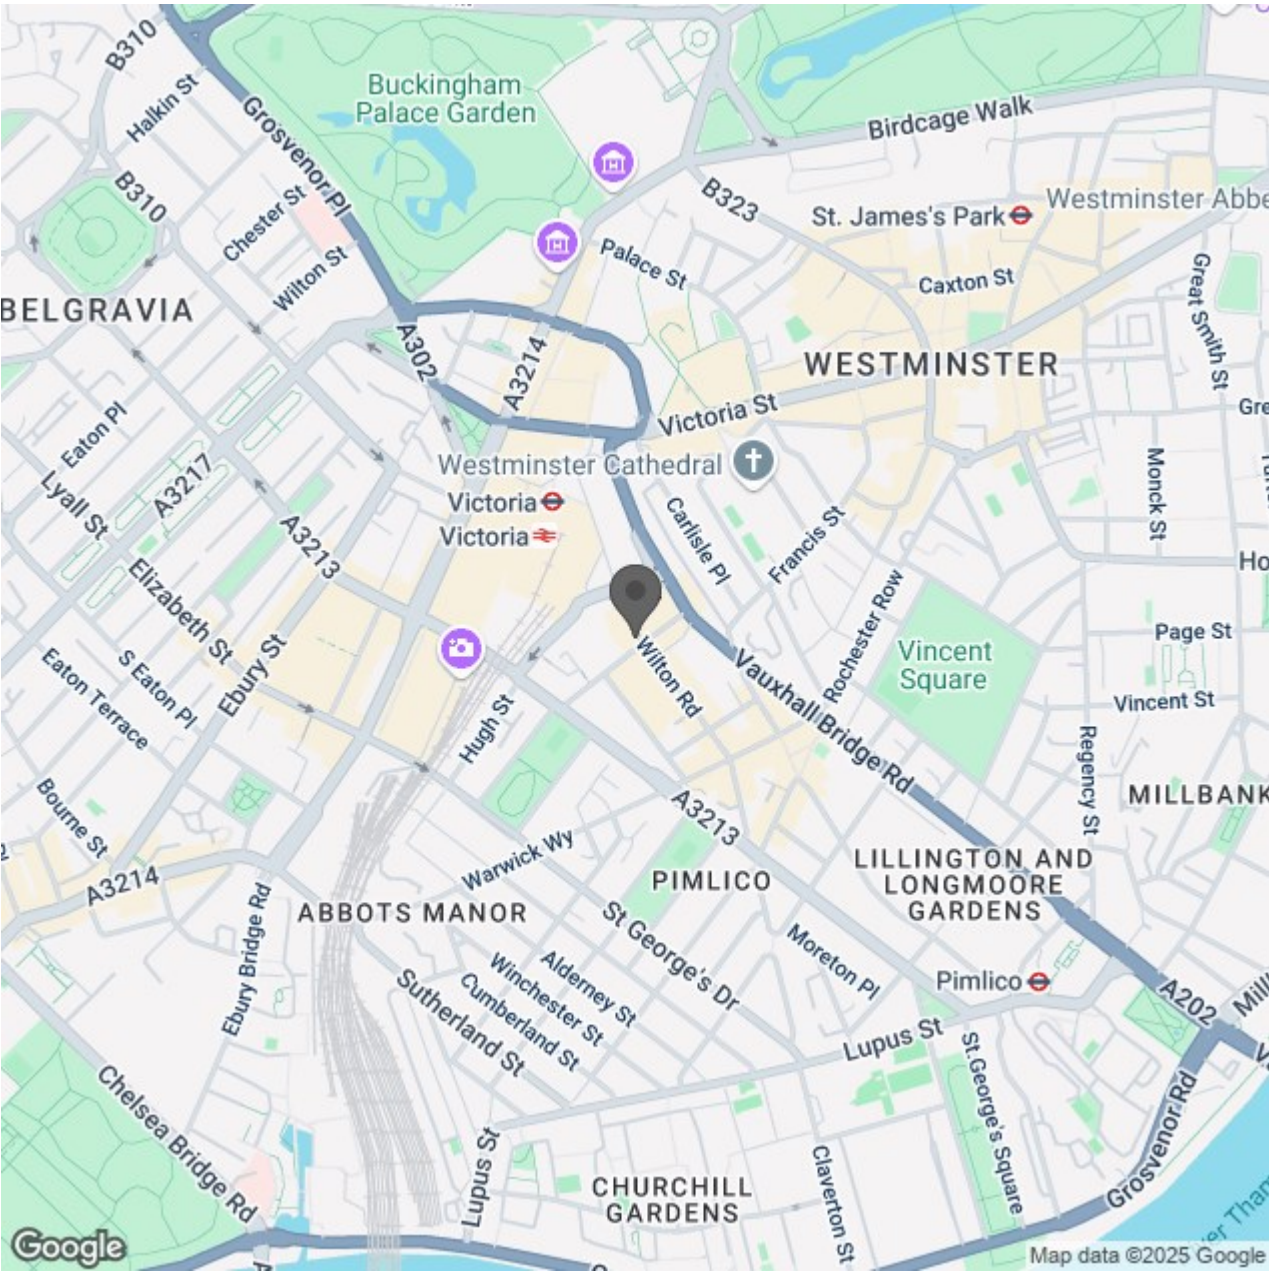 B310
Halkin St
Grosvenor Pl
Buckingham
Palace Garden
Birdcage Walk
B310
Chester St
Wilton St
B323
St. James's Park
Westminster Abbe
Palace St
Caxton St
Great Smith St
BELGRAVIA
A302
A3214
WESTMINSTER
Victoria St
Gre
Eaton Pl
A3217
Lyall St
Westminster Cathedral
Victoria
Victoria
Carlisle Pl
Francis St
Monck St
Ho
A3213
Elizabeth St
Ebury St
S Eaton Pl
Eaton Terrace
Hugh St
Wilton Rd
Vauxhall Bridge Rd
Rochester Row
Vincent
Square
Page St
Vincent St
Regency St
MILLBANK
Bourne St
A3214
A3213
Warwick Wy
PIMLICO
LILLINGTON AND
LONGMOORE
GARDENS
ABBOTS MANOR
Ebury Bridge Rd
St George's Dr
Moreton Pl
Pimlico
Alderney St
Winchester St
Cumberland St
Sutherland St
A202
Mill
Lupus St
St.George's Square
Grosvenor Rd
Chelsea Bridge Rd
Lupus St
CHURCHILL
GARDENS
Claverton St
Google
Map data ©2025 Google